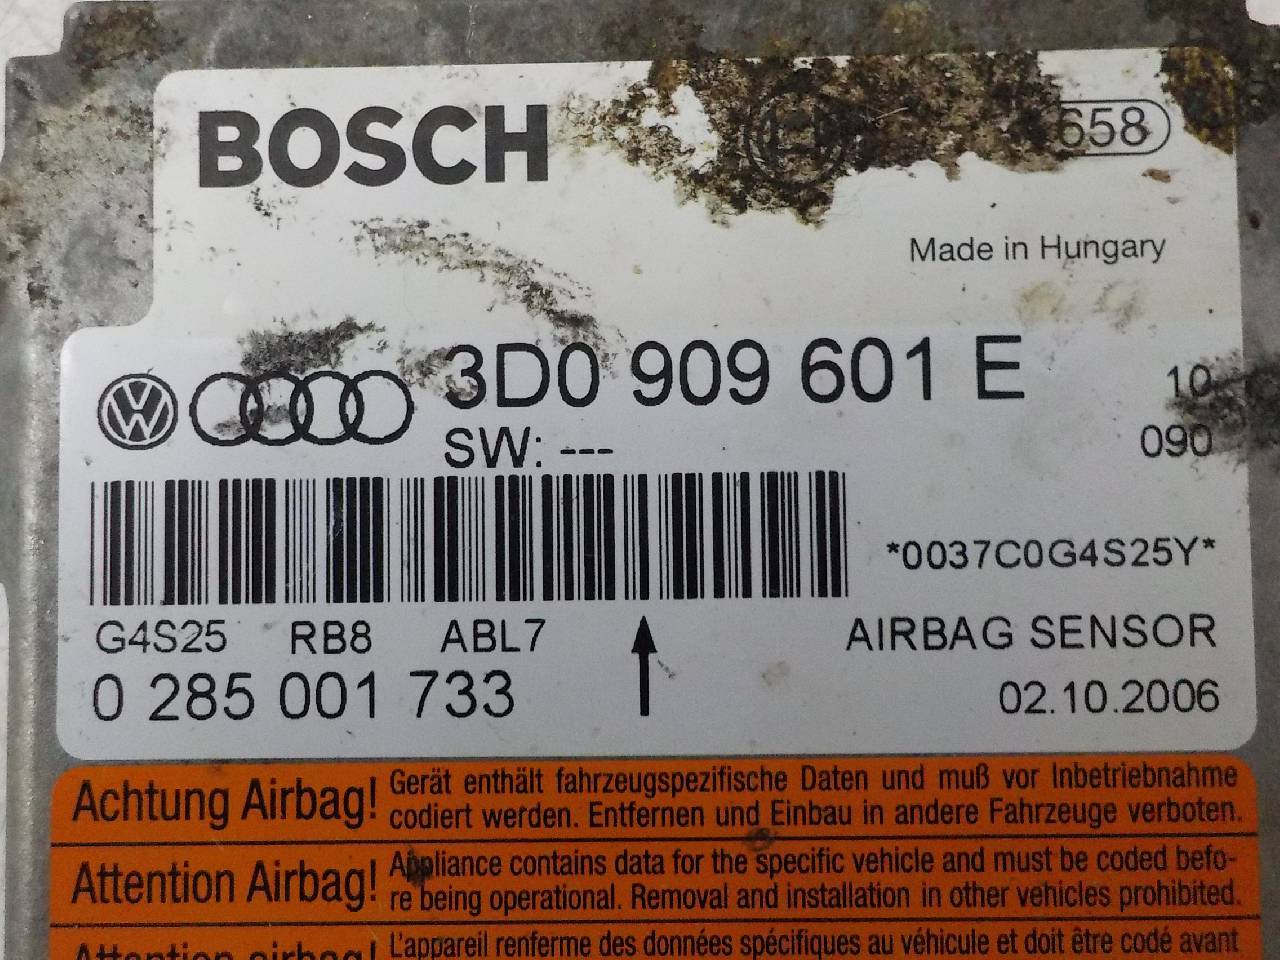 BOSCH
658
Made in Hungary
3D0 909 601 E
10
SW: ---
090
*0037C0G4S25Y*
G4S25 RB8 ABL7
AIRBAG SENSOR
0 285 001 733
02.10.2006
Achtung Airbag! Gerät enthält fahrzeugspezifische Daten und muß vor Inbetriebnahme
codiert werden. Entfernen und Einbau in andere Fahrzeuge verboten.
Attention Airbag! Appliance contains data for the specific vehicle and must be coded befo-
re being operational. Removal and installation in other vehicles prohibited.
Attention airbag! L'appareil renferme des données spécifiques au véhicule et doit être codé avant